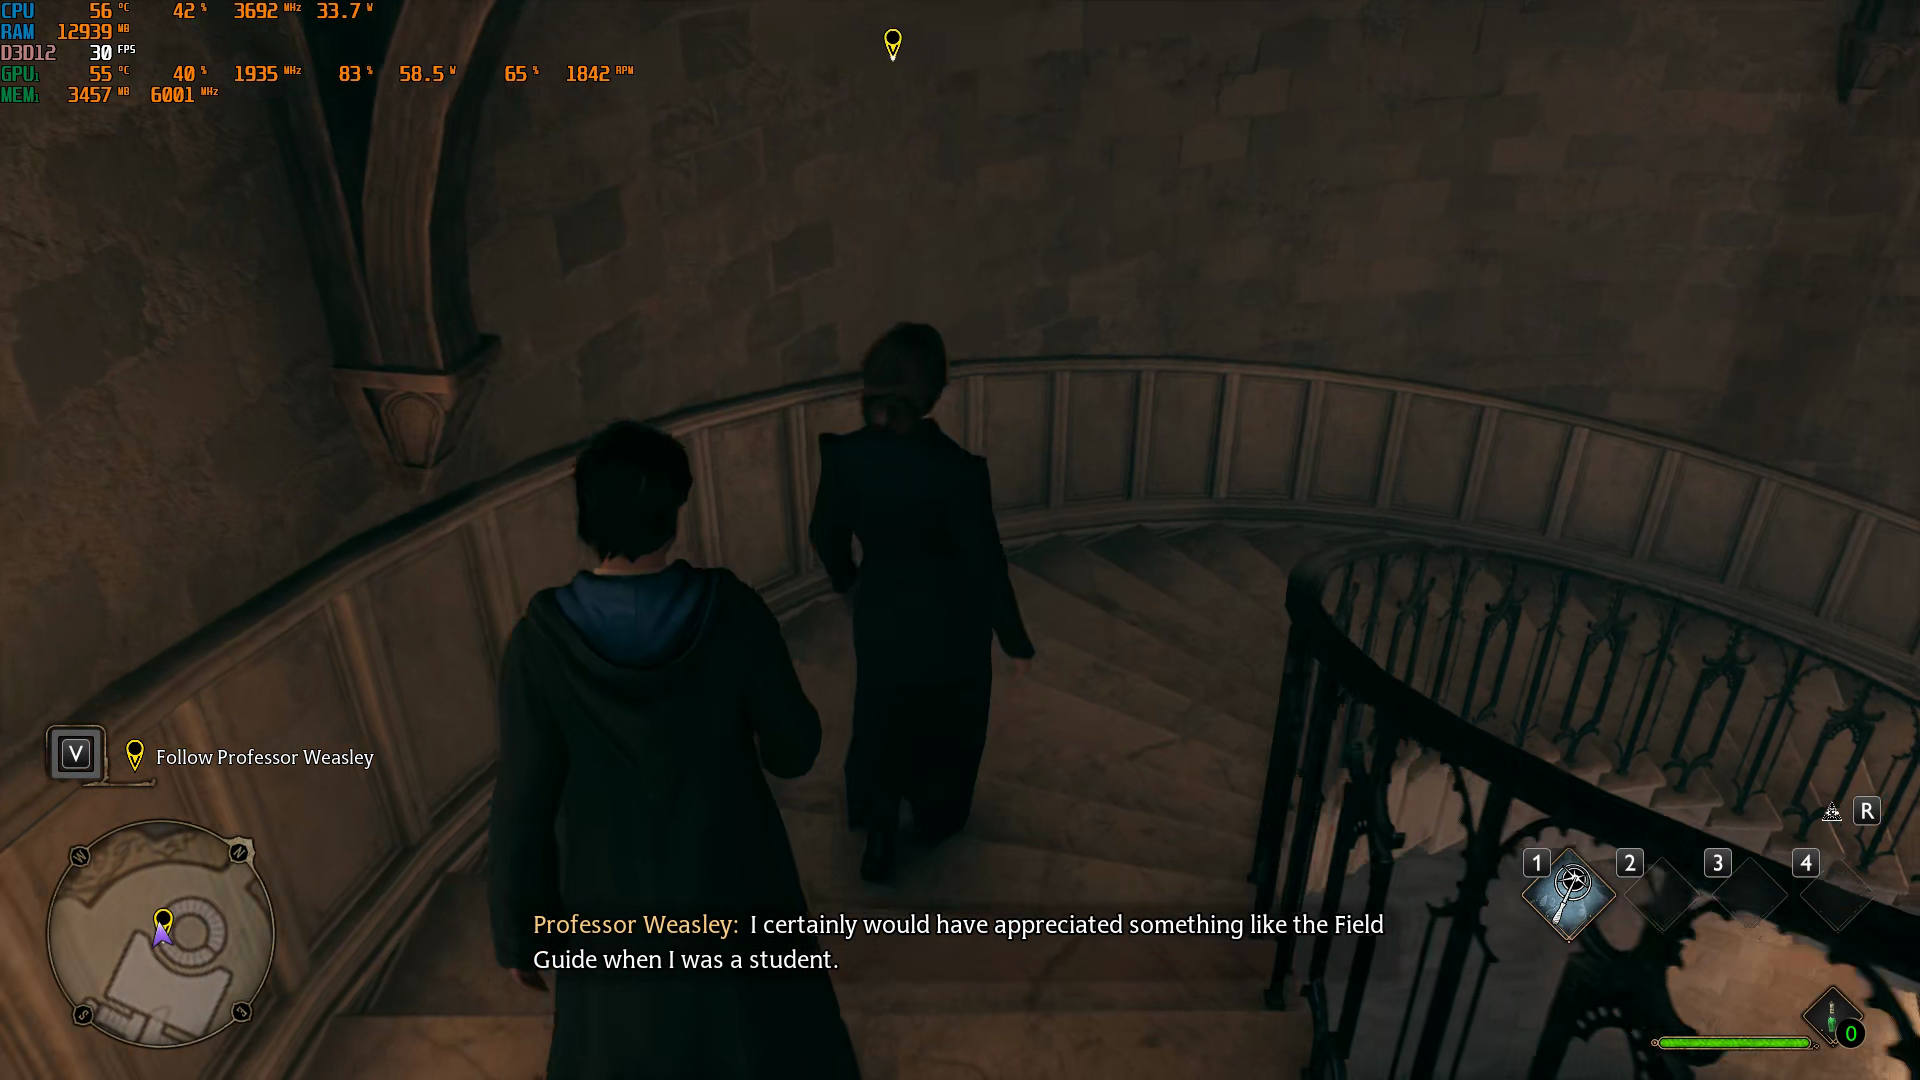 CPU 56 °C 42 % 3692 MHz 33.7 W
RAM 12939 MB
D3D12 30 FPS
GPU1 55 °C 40 % 1935 MHz 83 % 58.5 W 65 % 1842 RPM
MEM1 3457 MB 6001 MHz
V Follow Professor Weasley
R
1 2 3 4
W N
S E
Professor Weasley: I certainly would have appreciated something like the Field
Guide when I was a student.
0